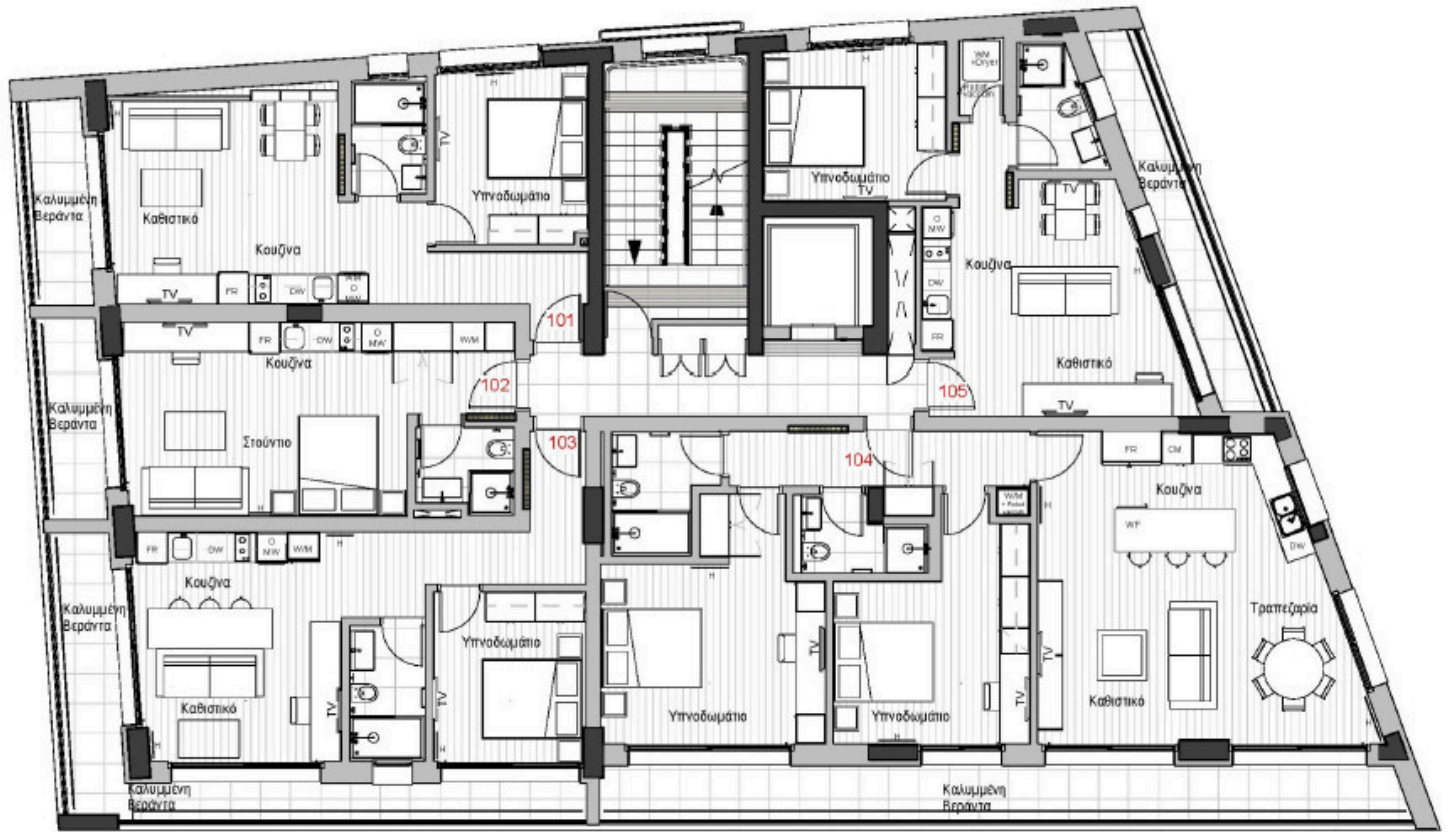 WM
+Dryer
H
H
H
TV
TV
Υπνοδωμάτιο
Υπνοδωμάτιο
TV
Καλυμμένη
Βεράντα
TV
Καλυμμένη
Βεράντα
Καθιστικό
Κουζίνα
O
MW
Κουζίνα
DW
TV
FR
DW
O
MW
H
101
FR
TV
FR
DW
O
MW
W/M
Κουζίνα
Καθιστικό
102
105
Καλυμμένη
Βεράντα
TV
Στούντιο
103
104
FR
CM
Κουζίνα
H
W/M
+ Robot
H
WF
FR
DW
O
MW
W/M
H
DW
Κουζίνα
H
H
Καλυμμένη
Βεράντα
Υπνοδωμάτιο
Τραπεζαρία
TV
TV
Καθιστικό
Καθιστικό
TV
TV
Υπνοδωμάτιο
Υπνοδωμάτιο
TV
H
H
H
H
Καλυμμένη
Βεράντα
Καλυμμένη
Βεράντα